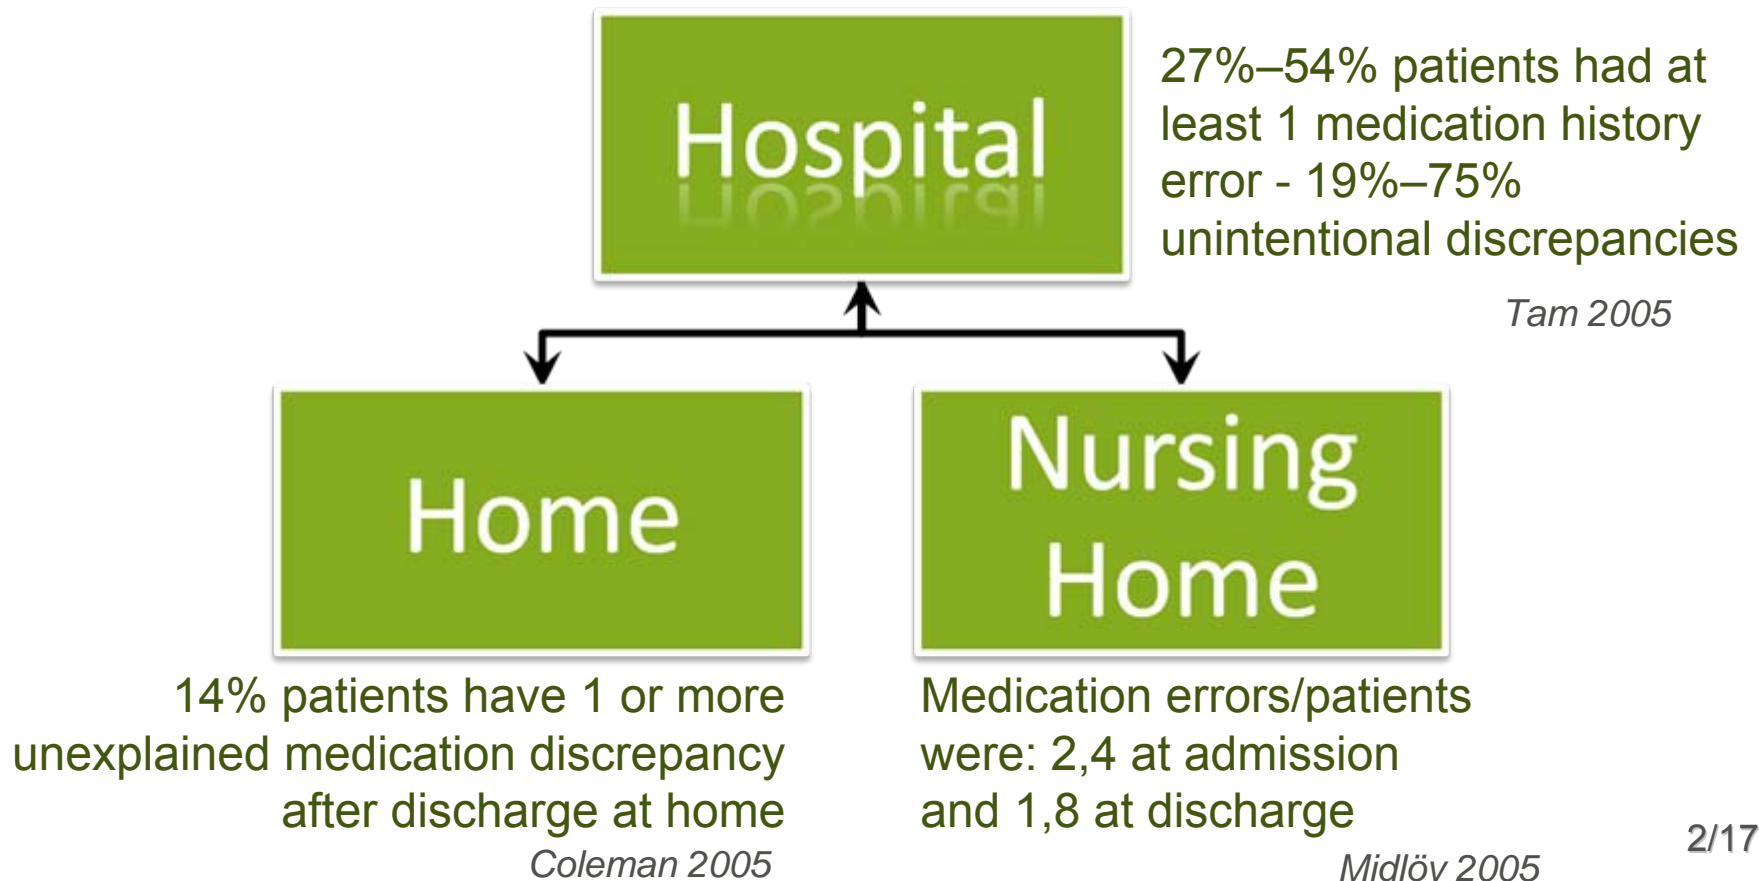 Hospital
27%–54% patients had at
least 1 medication history
error - 19%–75%
unintentional discrepancies
Tam 2005
Home
Nursing
Home
14% patients have 1 or more
unexplained medication discrepancy
after discharge at home
Coleman 2005
Medication errors/patients
were: 2,4 at admission
and 1,8 at discharge
Midlöv 2005
2/17